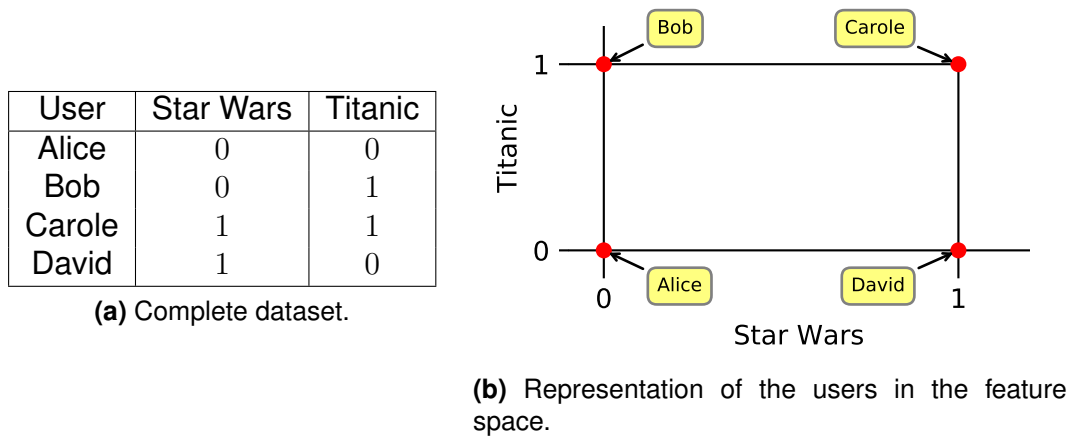 User Star Wars Titanic
Alice 0 0
Bob 0 1
Carole 1 1
David 1 0
(a) Complete dataset.
Bob
Carole
1
Titanic
0
Alice
David
0
1
Star Wars
(b) Representation of the users in the feature
space.